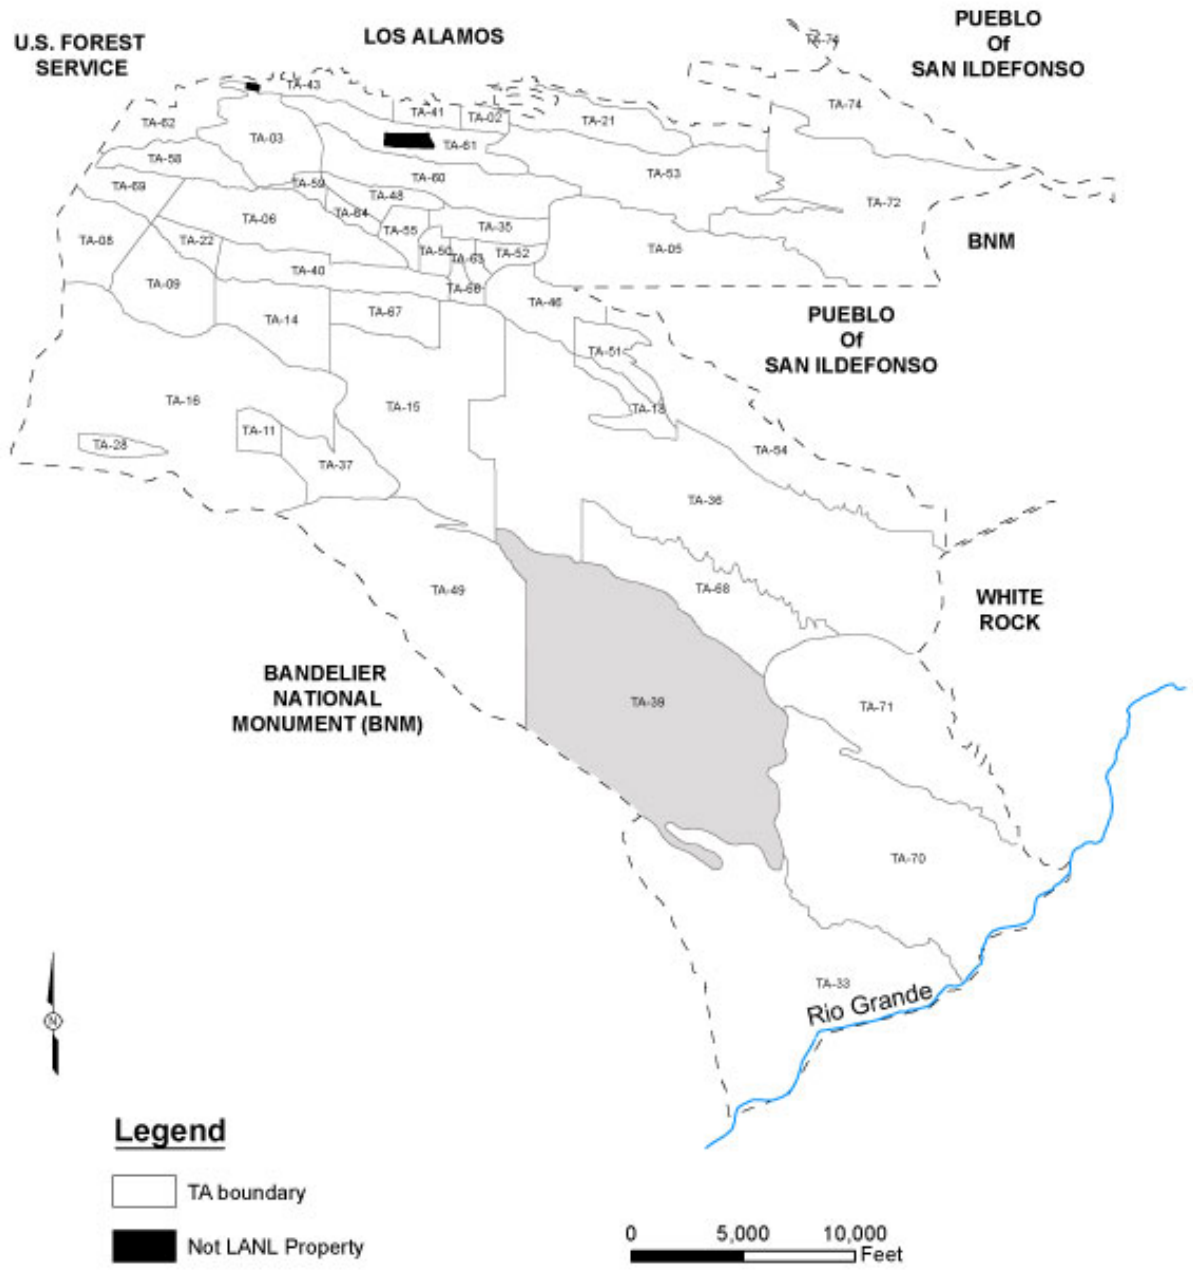 PUEBLO
Of
SAN ILDEFONSO
LOS ALAMOS
U.S. FOREST
SERVICE
TA-74
TA-43
TA-74
TA-41
TA-02
TA-21
TA-62
TA-03
TA-61
TA-58
TA-53
TA-60
TA-59
TA-69
TA-48
TA-72
TA-64
TA-06
TA-55
TA-35
TA-08
TA-22
BNM
TA-50
TA-63
TA-52
TA-05
TA-40
TA-09
TA-66
TA-46
TA-67
TA-14
PUEBLO
Of
SAN ILDEFONSO
TA-51
TA-16
TA-15
TA-18
TA-11
TA-28
TA-54
TA-37
TA-36
TA-49
TA-68
WHITE
ROCK
BANDELIER
NATIONAL
MONUMENT (BNM)
TA-39
TA-71
TA-70
TA-33
Rio Grande
N
Legend
TA boundary
Not LANL Property
0 5,000 10,000
Feet